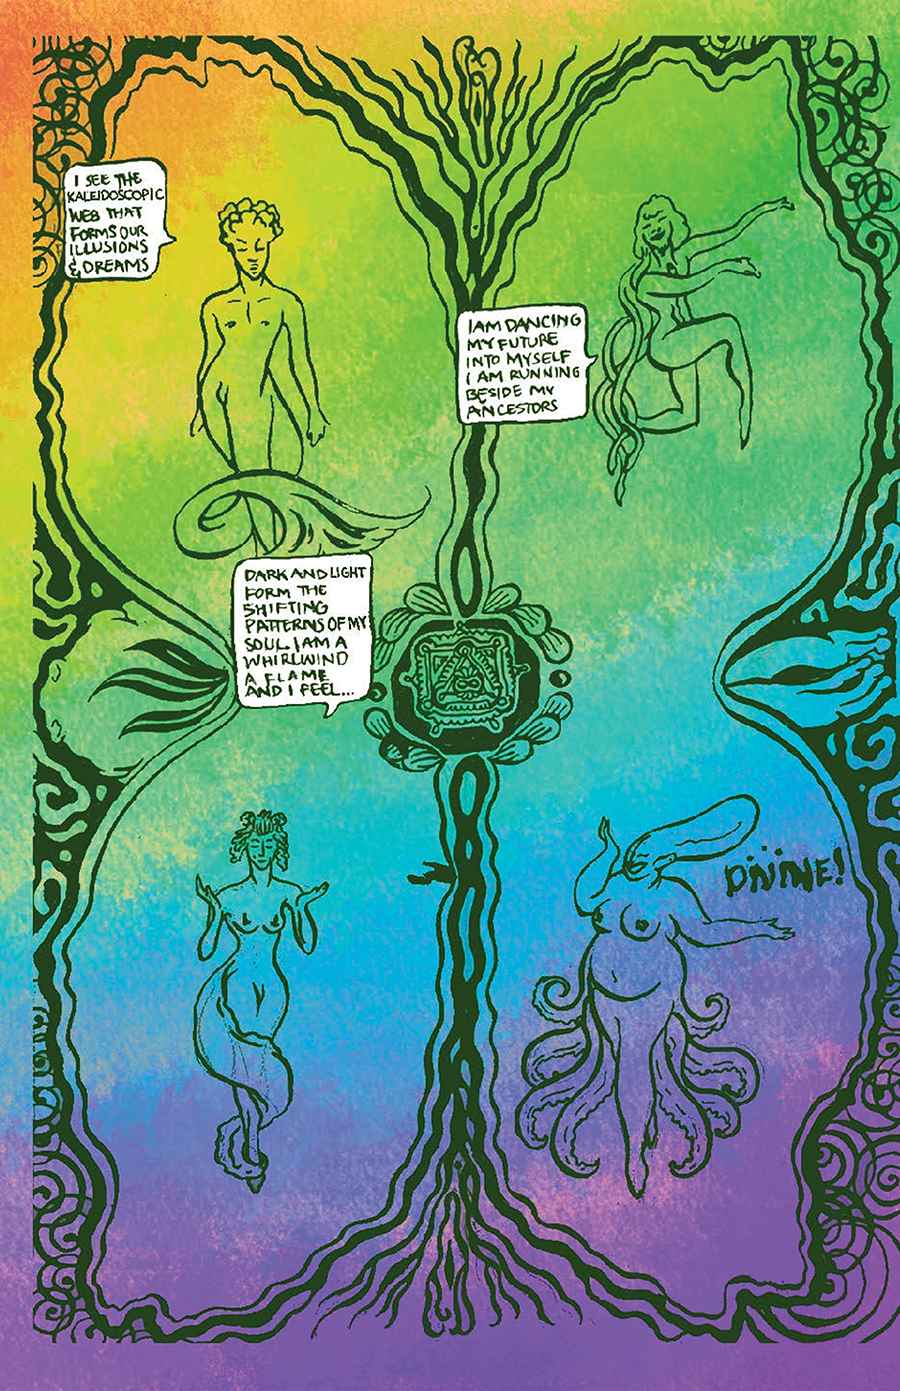 I SEE THE
KALEIDOSCOPIC
WEB THAT
FORMS OUR
ILLUSIONS
& DREAMS
I AM DANCING
MY FUTURE
INTO MYSELF
I AM RUNNING
BESIDE MY
ANCESTORS
DARK AND LIGHT
FORM THE
SHIFTING
PATTERNS OF MY
SOUL. I AM A
WHIRLWIND
A FLAME
AND I FEEL...
DIVINE!